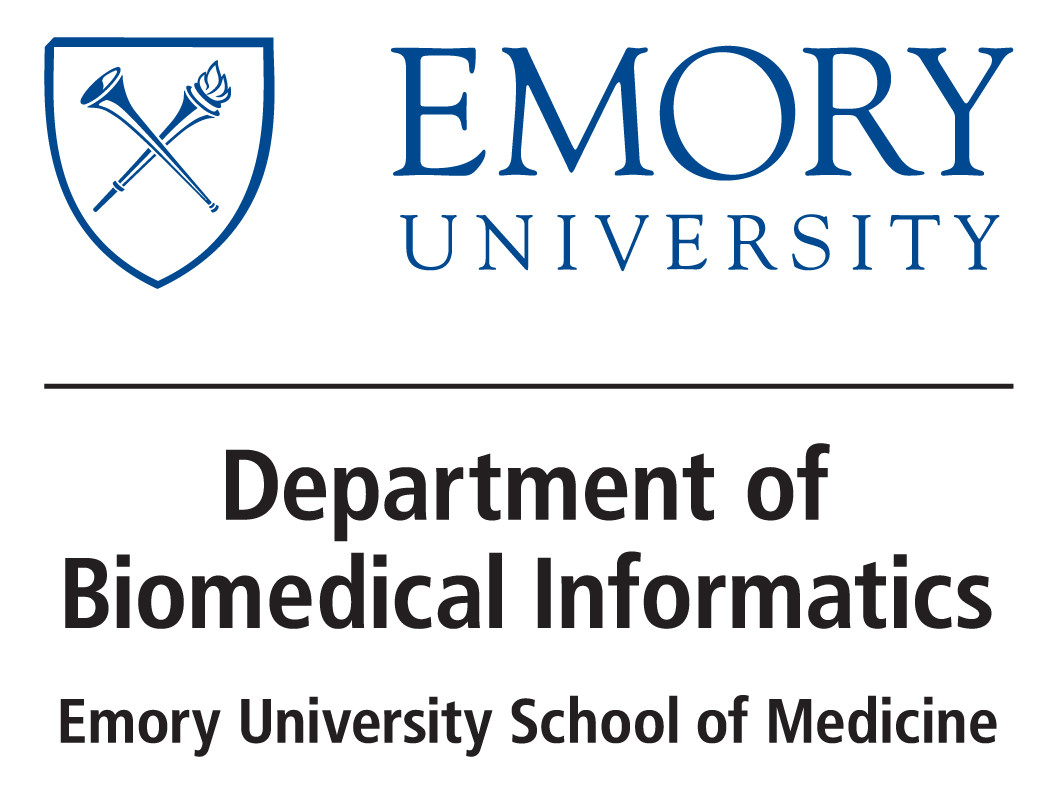 EMORY
UNIVERSITY
Department of
Biomedical Informatics
Emory University School of Medicine